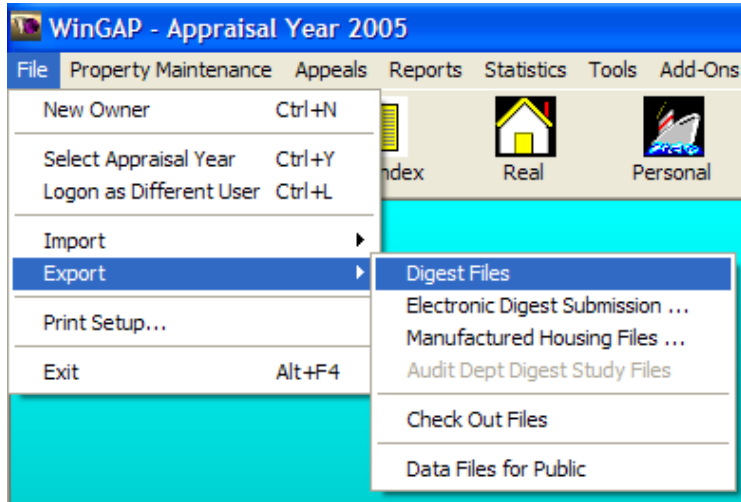 WinGAP - Appraisal Year 2005
File Property Maintenance Appeals Reports Statistics Tools Add-Ons
New Owner Ctrl+N
Select Appraisal Year Ctrl+Y
Logon as Different User Ctrl+L
Import
Export
Print Setup...
Exit Alt+F4
Real Personal
Digest Files
Electronic Digest Submission ...
Manufactured Housing Files ...
Audit Dept Digest Study Files
Check Out Files
Data Files for Public